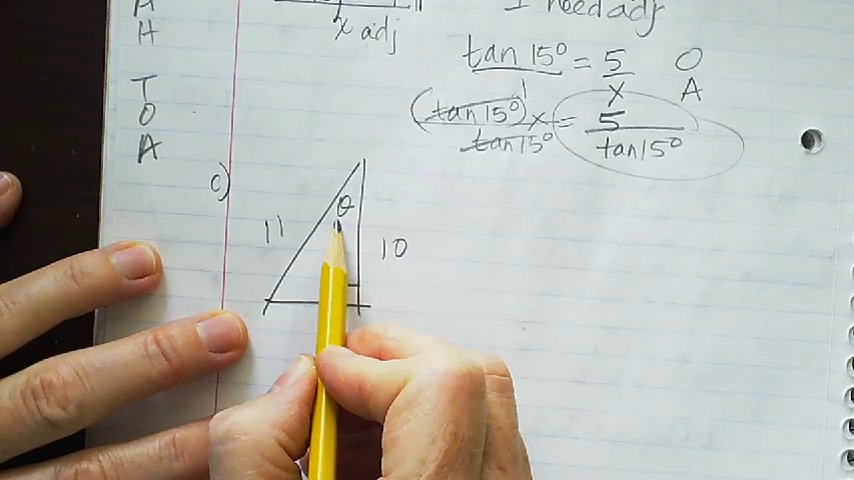 A
H
T
O
A
x adj
I need adj
tan 15° = 5/x O
A
(tan 15°) x = 5
tan 15° tan 15°
c)
θ
11
10